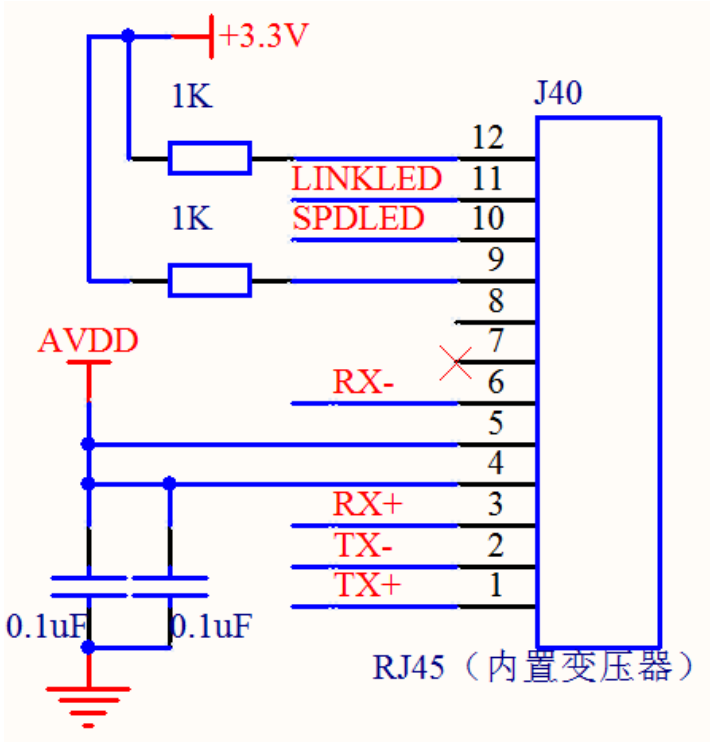 +3.3V
1K
J40
12
LINKLED
11
1K
SPDLED
10
9
8
AVDD
7
RX-
6
5
4
RX+
3
TX-
2
TX+
1
0.1uF
0.1uF
RJ45（内置变压器）